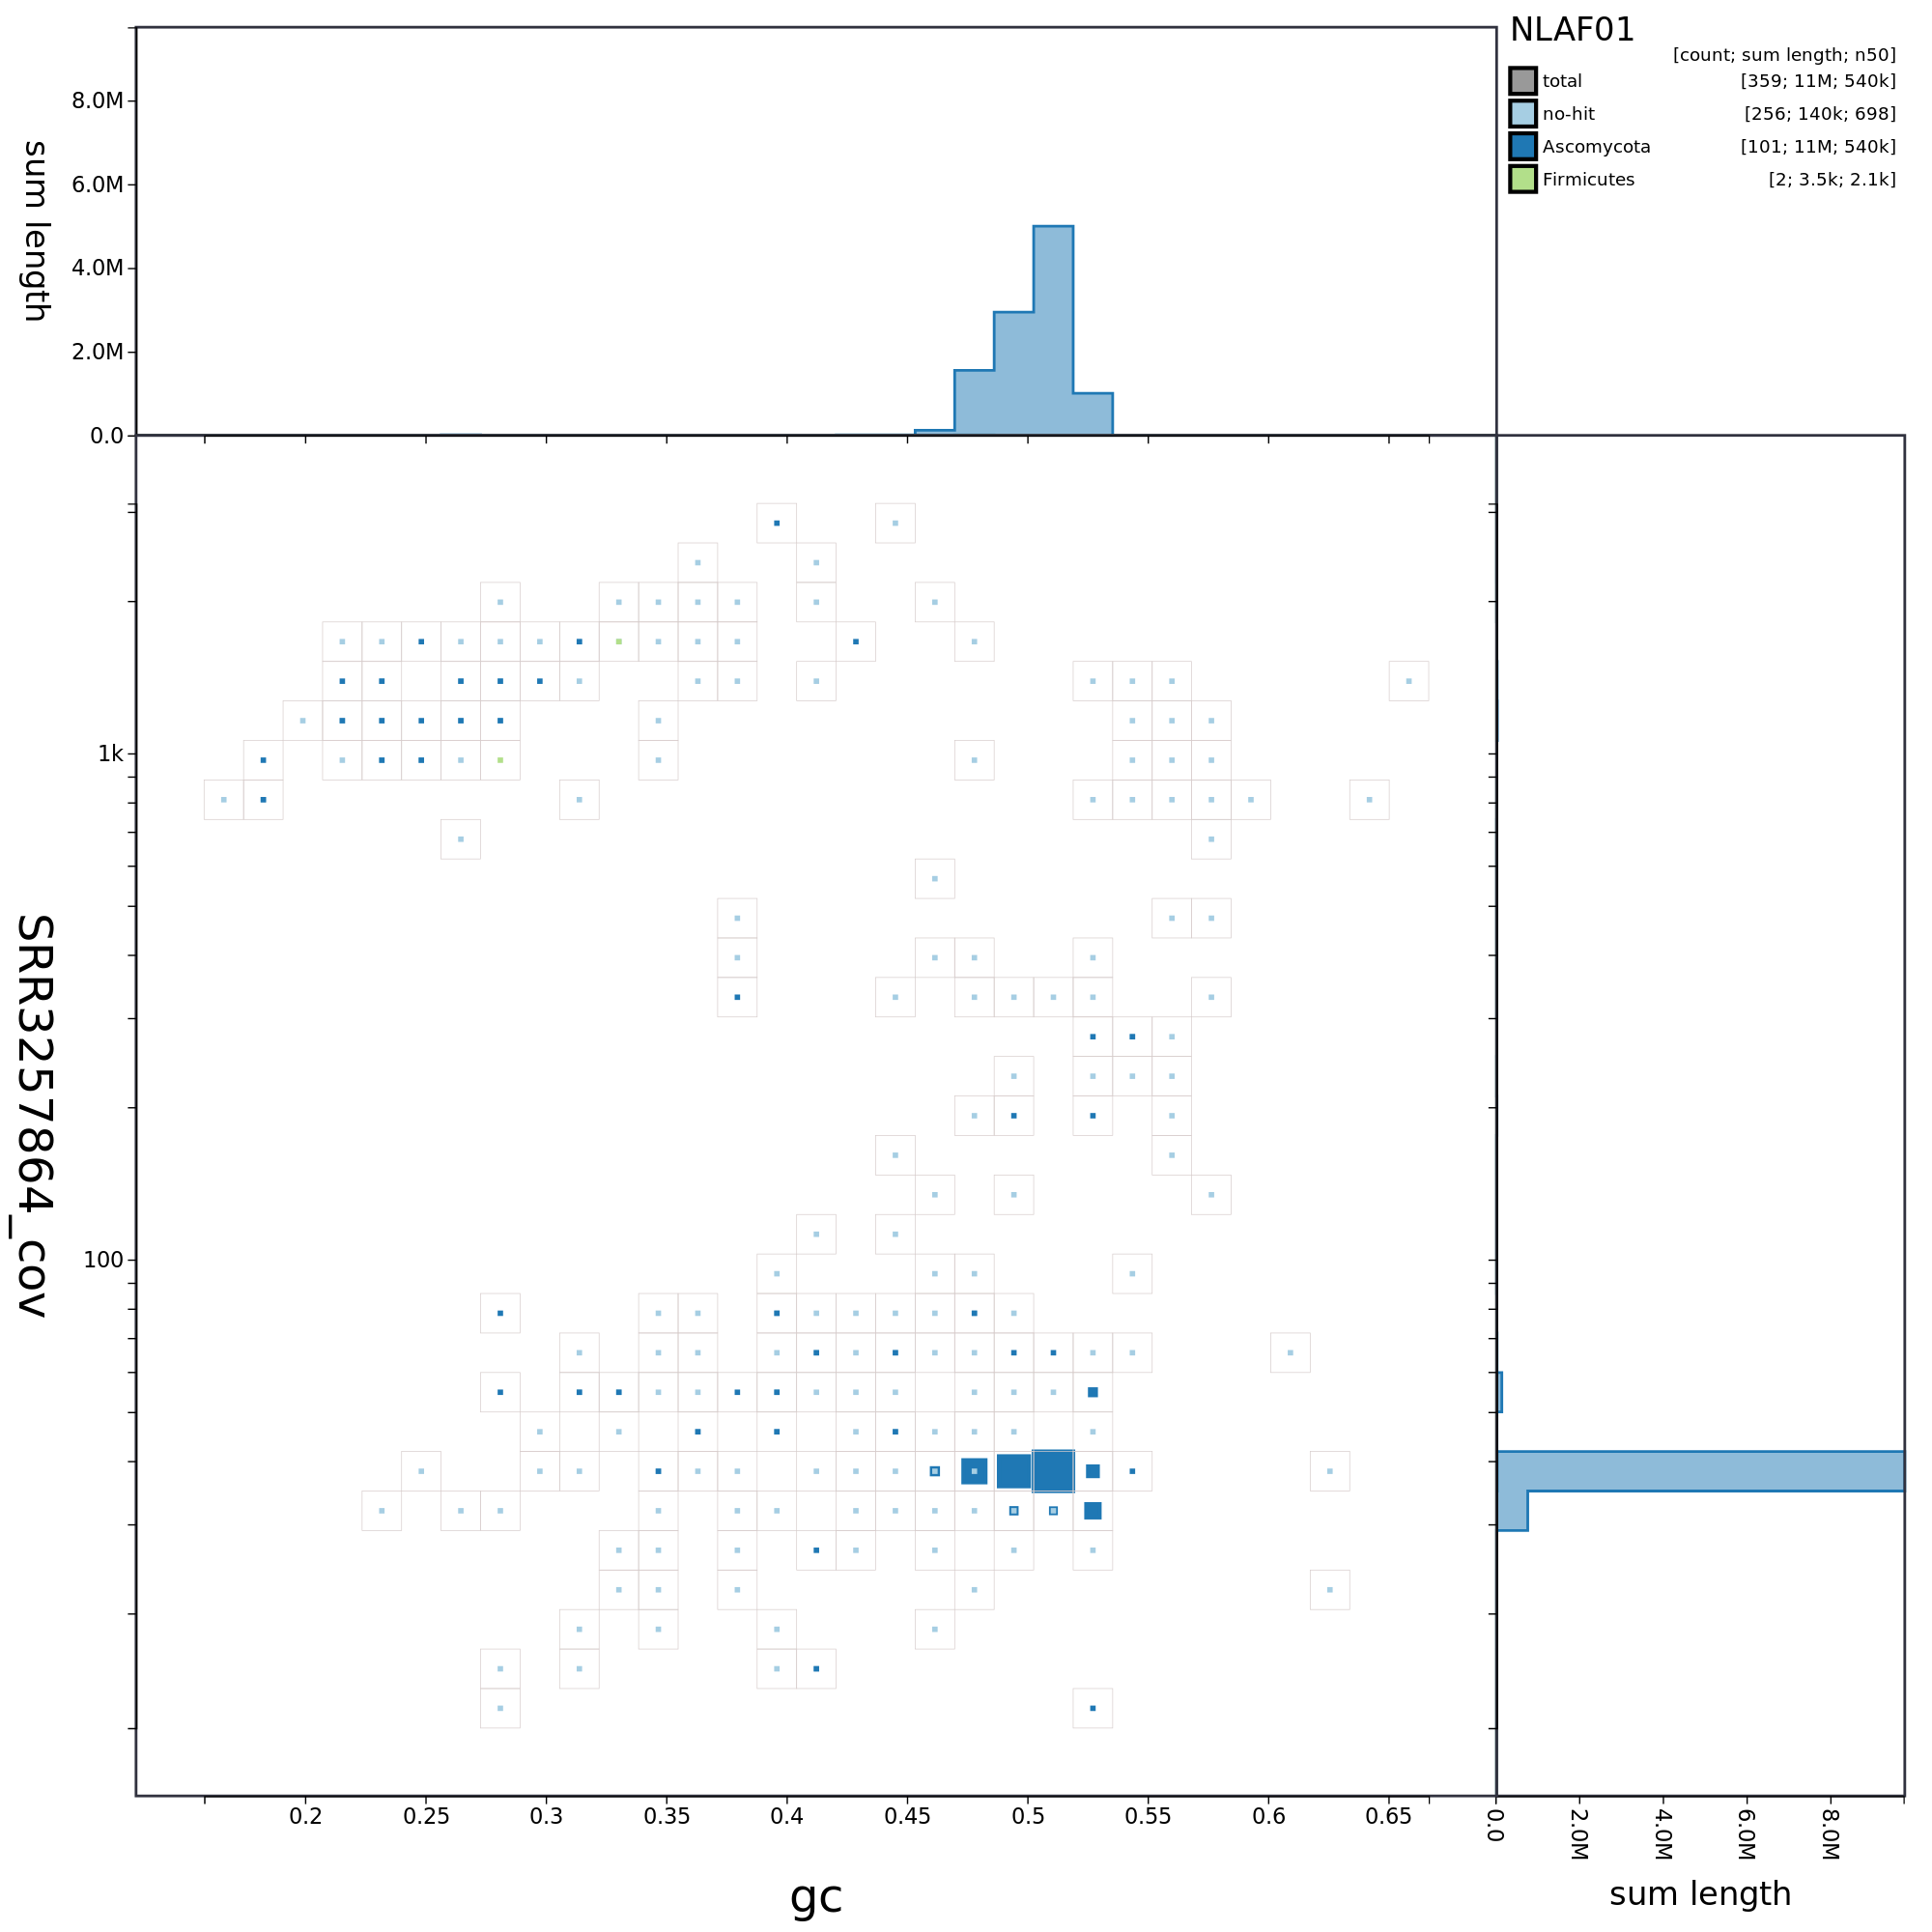 NLAF01
[count; sum length; n50]
total [359; 11M; 540k]
no-hit [256; 140k; 698]
Ascomycota [101; 11M; 540k]
Firmicutes [2; 3.5k; 2.1k]
sum length
8.0M
6.0M
4.0M
2.0M
0.0
SRR3257864_cov
1k
100
0.2 0.25 0.3 0.35 0.4 0.45 0.5 0.55 0.6 0.65
gc
0.0 2.0M 4.0M 6.0M 8.0M
sum length